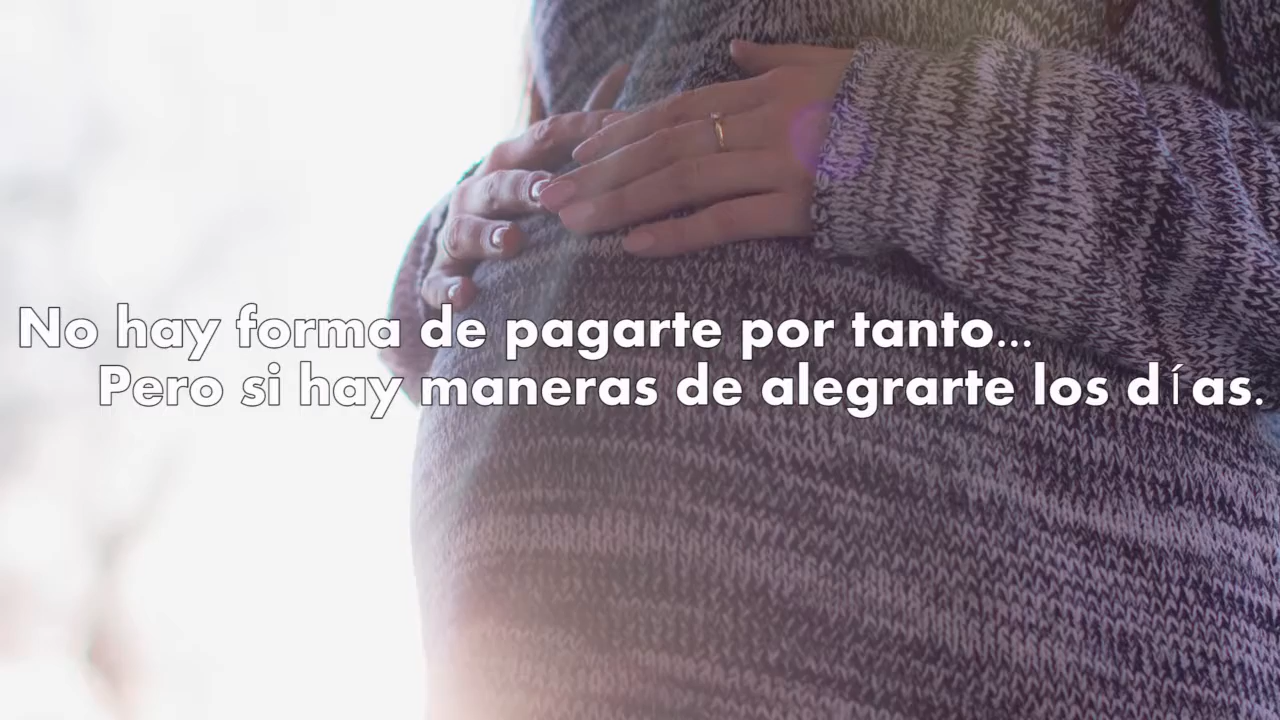 No hay forma de pagarte por tanto...
Pero si hay maneras de alegrarte los días.